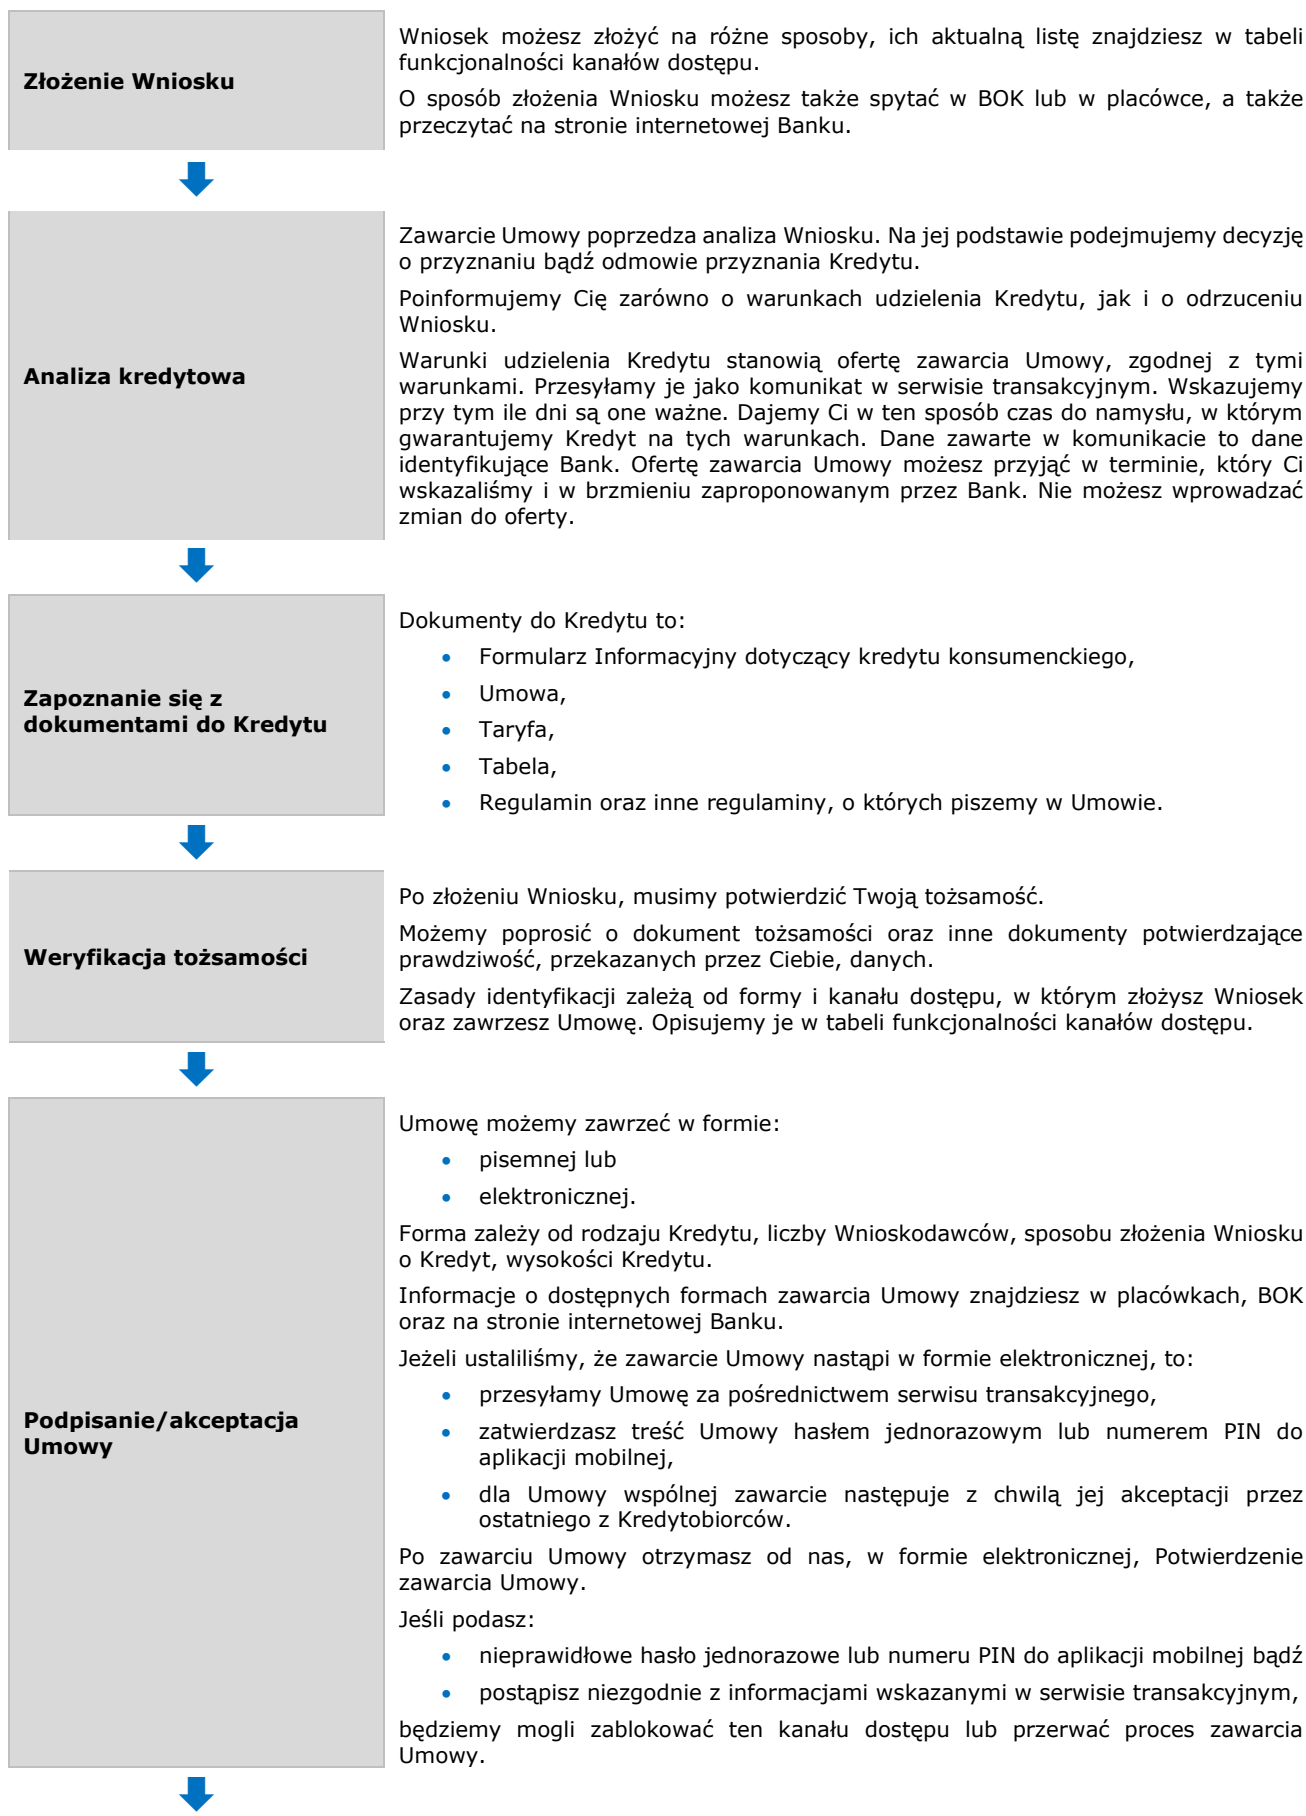 Złożenie Wniosku
Wniosek możesz złożyć na różne sposoby, ich aktualną listę znajdziesz w tabeli
funkcjonalności kanałów dostępu.
O sposób złożenia Wniosku możesz także spytać w BOK lub w placówce, a także
przeczytać na stronie internetowej Banku.
Analiza kredytowa
Zawarcie Umowy poprzedza analiza Wniosku. Na jej podstawie podejmujemy decyzję
o przyznaniu bądź odmowie przyznania Kredytu.
Poinformujemy Cię zarówno o warunkach udzielenia Kredytu, jak i o odrzuceniu
Wniosku.
Warunki udzielenia Kredytu stanowią ofertę zawarcia Umowy, zgodnej z tymi
warunkami. Przesyłamy je jako komunikat w serwisie transakcyjnym. Wskazujemy
przy tym ile dni są one ważne. Dajemy Ci w ten sposób czas do namysłu, w którym
gwarantujemy Kredyt na tych warunkach. Dane zawarte w komunikacie to dane
identyfikujące Bank. Ofertę zawarcia Umowy możesz przyjąć w terminie, który Ci
wskazaliśmy i w brzmieniu zaproponowanym przez Bank. Nie możesz wprowadzać
zmian do oferty.
Zapoznanie się z
dokumentami do Kredytu
Dokumenty do Kredytu to:
• Formularz Informacyjny dotyczący kredytu konsumenckiego,
• Umowa,
• Taryfa,
• Tabela,
• Regulamin oraz inne regulaminy, o których piszemy w Umowie.
Weryfikacja tożsamości
Po złożeniu Wniosku, musimy potwierdzić Twoją tożsamość.
Możemy poprosić o dokument tożsamości oraz inne dokumenty potwierdzające
prawdziwość, przekazanych przez Ciebie, danych.
Zasady identyfikacji zależą od formy i kanału dostępu, w którym złożysz Wniosek
oraz zawrzesz Umowę. Opisujemy je w tabeli funkcjonalności kanałów dostępu.
Podpisanie/akceptacja
Umowy
Umowę możemy zawrzeć w formie:
• pisemnej lub
• elektronicznej.
Forma zależy od rodzaju Kredytu, liczby Wnioskodawców, sposobu złożenia Wniosku
o Kredyt, wysokości Kredytu.
Informacje o dostępnych formach zawarcia Umowy znajdziesz w placówkach, BOK
oraz na stronie internetowej Banku.
Jeżeli ustaliliśmy, że zawarcie Umowy nastąpi w formie elektronicznej, to:
• przesyłamy Umowę za pośrednictwem serwisu transakcyjnego,
• zatwierdzasz treść Umowy hasłem jednorazowym lub numerem PIN do
aplikacji mobilnej,
• dla Umowy wspólnej zawarcie następuje z chwilą jej akceptacji przez
ostatniego z Kredytobiorców.
Po zawarciu Umowy otrzymasz od nas, w formie elektronicznej, Potwierdzenie
zawarcia Umowy.
Jeśli podasz:
• nieprawidłowe hasło jednorazowe lub numeru PIN do aplikacji mobilnej bądź
• postąpisz niezgodnie z informacjami wskazanymi w serwisie transakcyjnym,
będziemy mogli zablokować ten kanału dostępu lub przerwać proces zawarcia
Umowy.